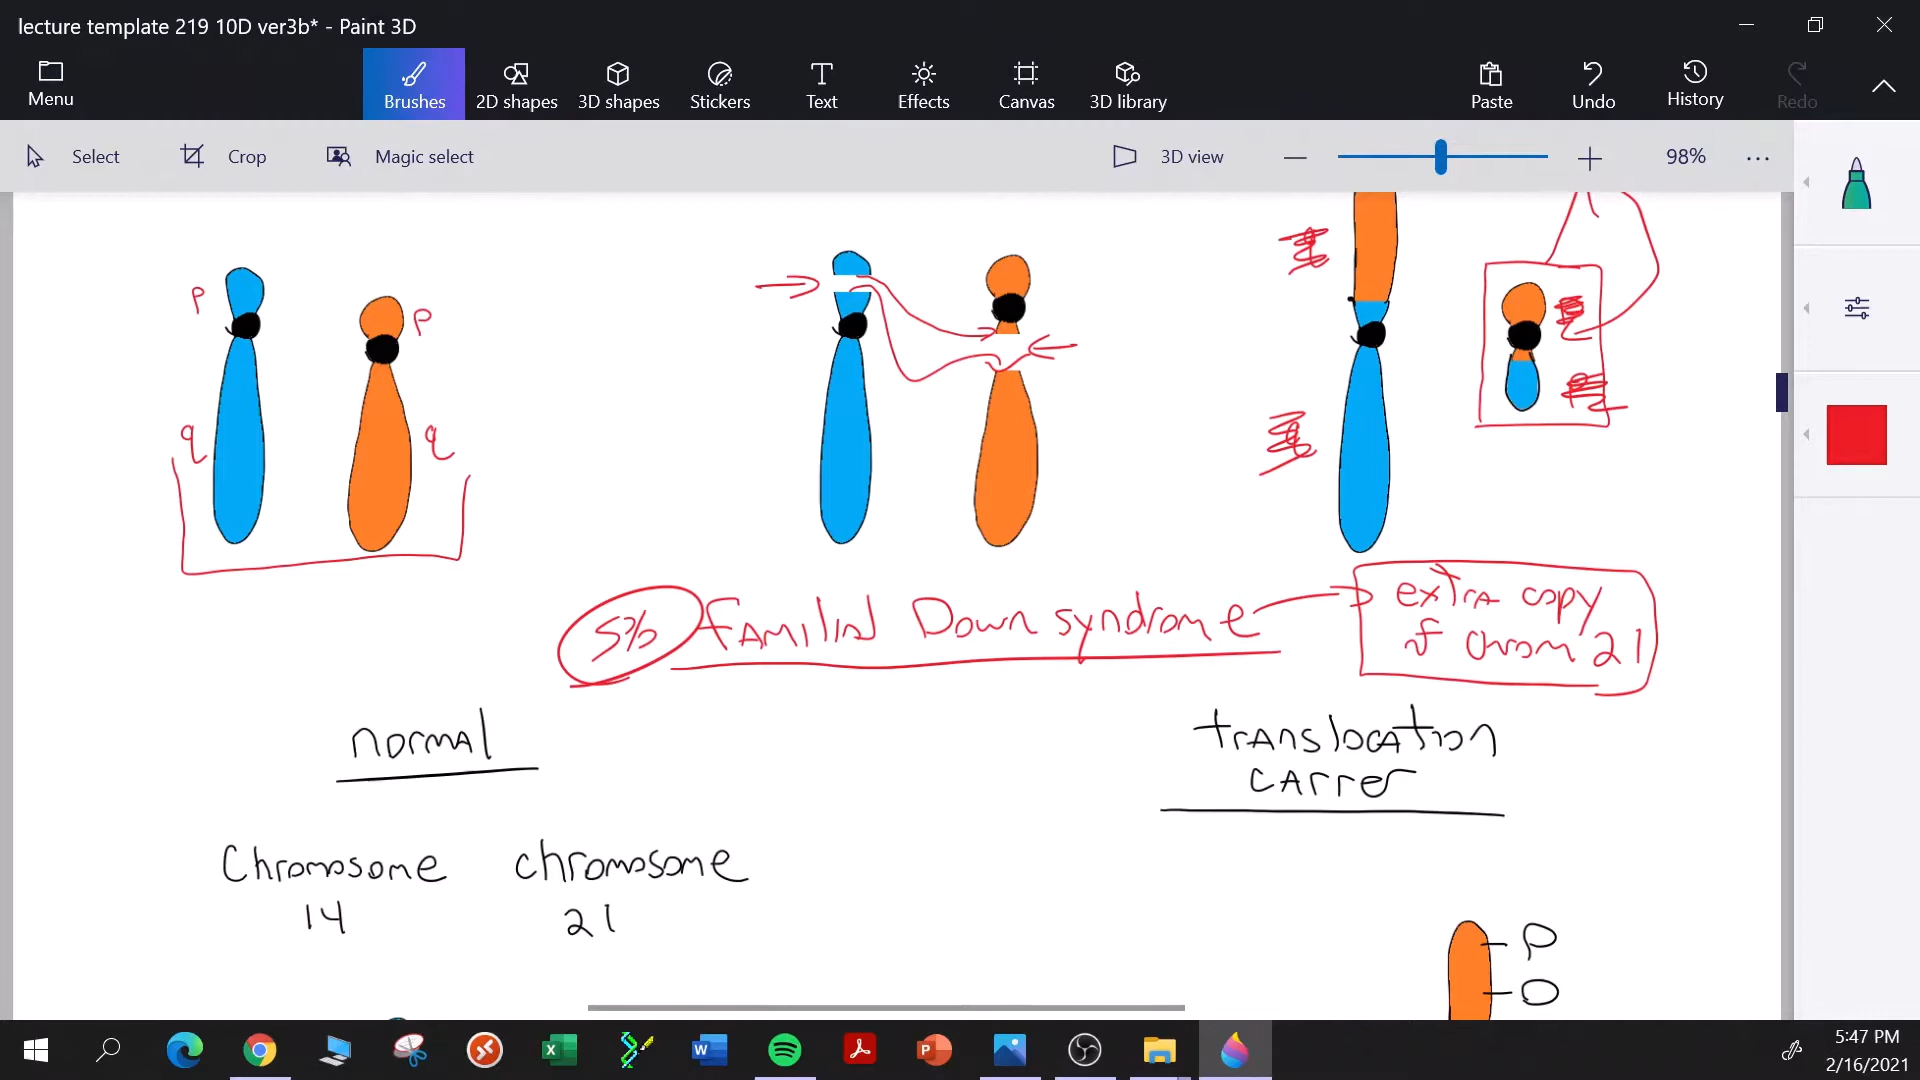 lecture template 219 10D ver3b* - Paint 3D
Menu
Brushes
2D shapes
3D shapes
Stickers
Text
Effects
Canvas
3D library
Paste
Undo
History
Redo
Select
Crop
Magic select
3D view
98%
p
p
q
q
5% Familial Down syndrome
extra copy
of chrom 21
normal
translocation
carrer
Chromosome
14
chromosome
21
P
O
5:47 PM
2/16/2021